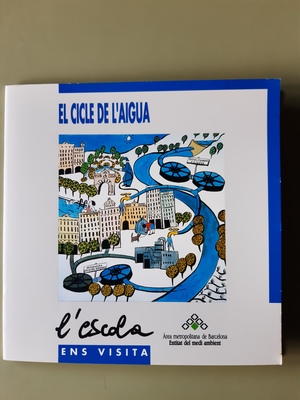 EL CICLE DE L'AIGUA
l'escola
ENS VISITA
Àrea metropolitana de Barcelona
Entitat del medi ambient